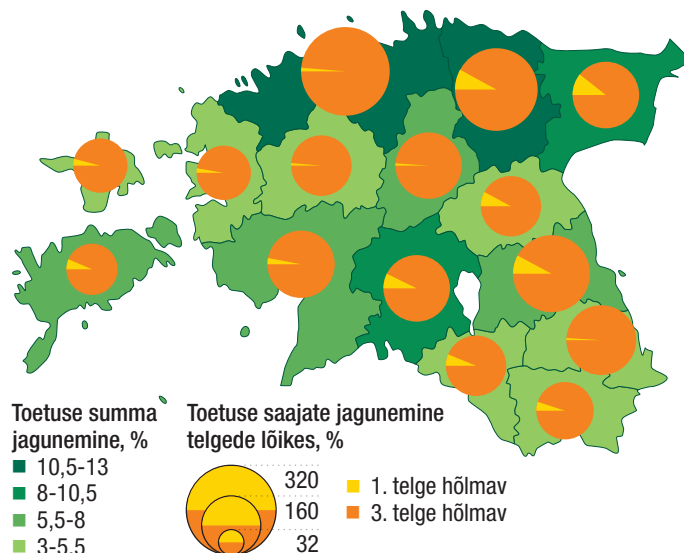 Toetuse summa
jagunemine, %
10,5-13
8-10,5
5,5-8
3-5,5
Toetuse saajate jagunemine
telgede lõikes, %
320
160
32
1. telge hõlmav
3. telge hõlmav